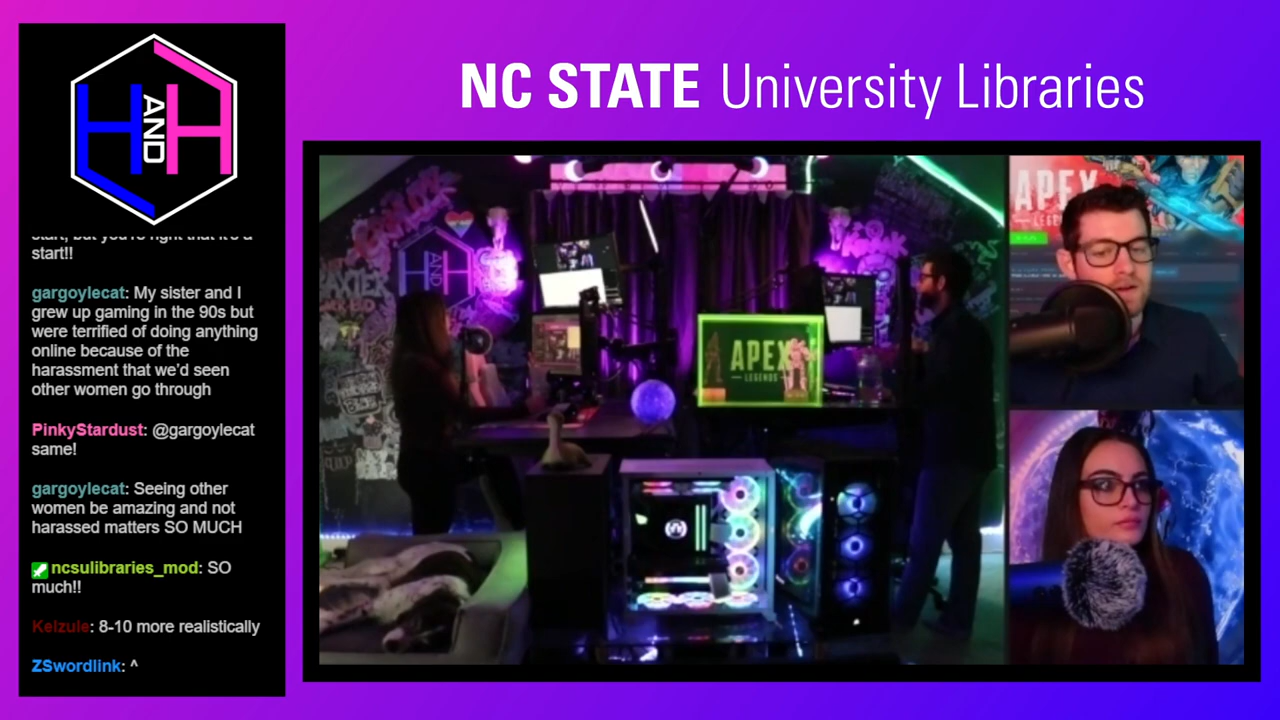 NC STATE University Libraries
H AND H
start, but you're right that it's a
start!!
gargoylecat: My sister and I
grew up gaming in the 90s but
were terrified of doing anything
online because of the
harassment that we'd seen
other women go through
PinkyStardust: @gargoylecat
same!
gargoylecat: Seeing other
women be amazing and not
harassed matters SO MUCH
ncsulibraries_mod: SO
much!!
Kelzule: 8-10 more realistically
ZSwordlink: ^
H AND H
APEX
LEGENDS
APEX